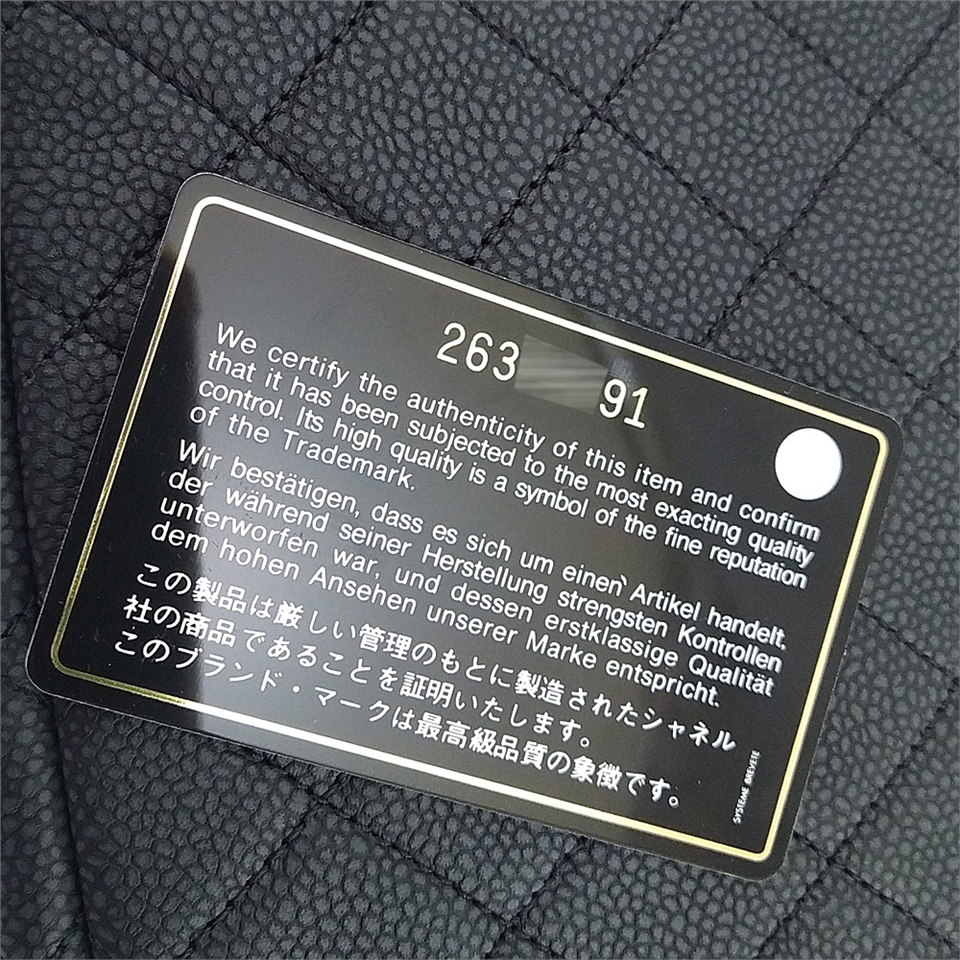 263 91
We certify the authenticity of this item and confirm
that it has been subjected to the most exacting quality
control. Its high quality is a symbol of the fine reputation
of the Trademark.
Wir bestätigen, dass es sich um einen Artikel handelt,
der während seiner Herstellung strengsten Kontrollen
unterworfen war, und dessen erstklassige Qualität
dem hohen Ansehen unserer Marke entspricht.
この製品は厳しい管理のもとに製造されたシャネル
社の商品であることを証明いたします。
このブランド・マークは最高級品質の象徴です。
SYSTEME BREVETE